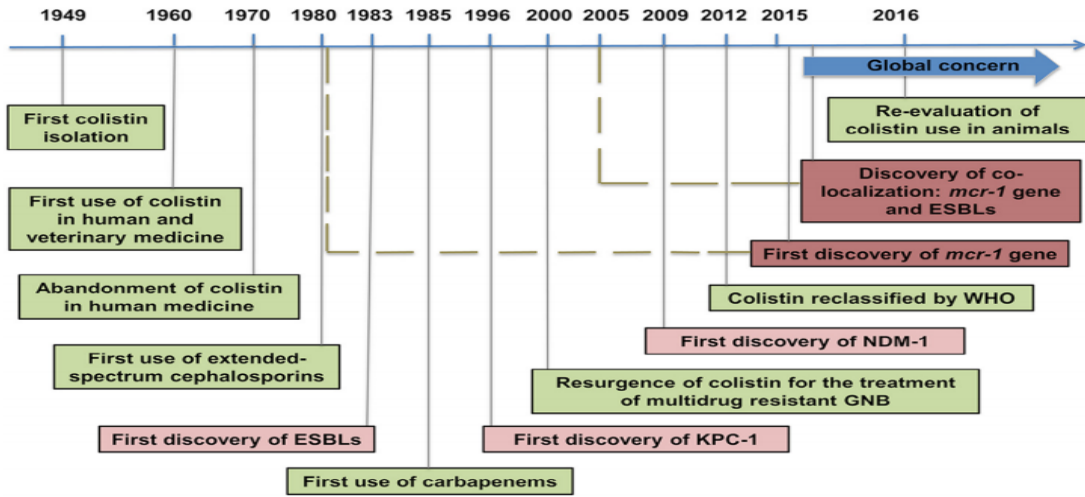 1949 1960 1970 1980 1983 1985 1996 2000 2005 2009 2012 2015 2016
Global concern
First colistin
isolation
Re-evaluation of
colistin use in animals
First use of colistin
in human and
veterinary medicine
Discovery of co-
localization: mcr-1 gene
and ESBLs
First discovery of mcr-1 gene
Abandonment of colistin
in human medicine
Colistin reclassified by WHO
First discovery of NDM-1
First use of extended-
spectrum cephalosporins
Resurgence of colistin for the treatment
of multidrug resistant GNB
First discovery of ESBLs
First discovery of KPC-1
First use of carbapenems